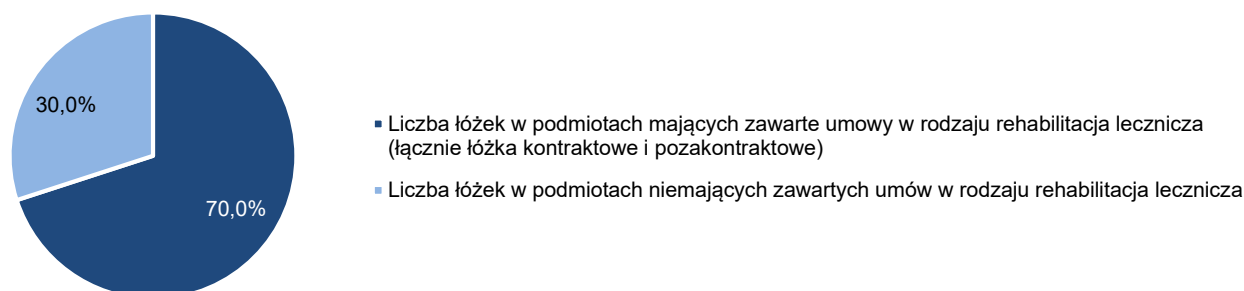 30,0%
70,0%
Liczba łóżek w podmiotach mających zawarte umowy w rodzaju rehabilitacja lecznicza
(łącznie łóżka kontraktowe i pozakontraktowe)
Liczba łóżek w podmiotach niemających zawartych umów w rodzaju rehabilitacja lecznicza